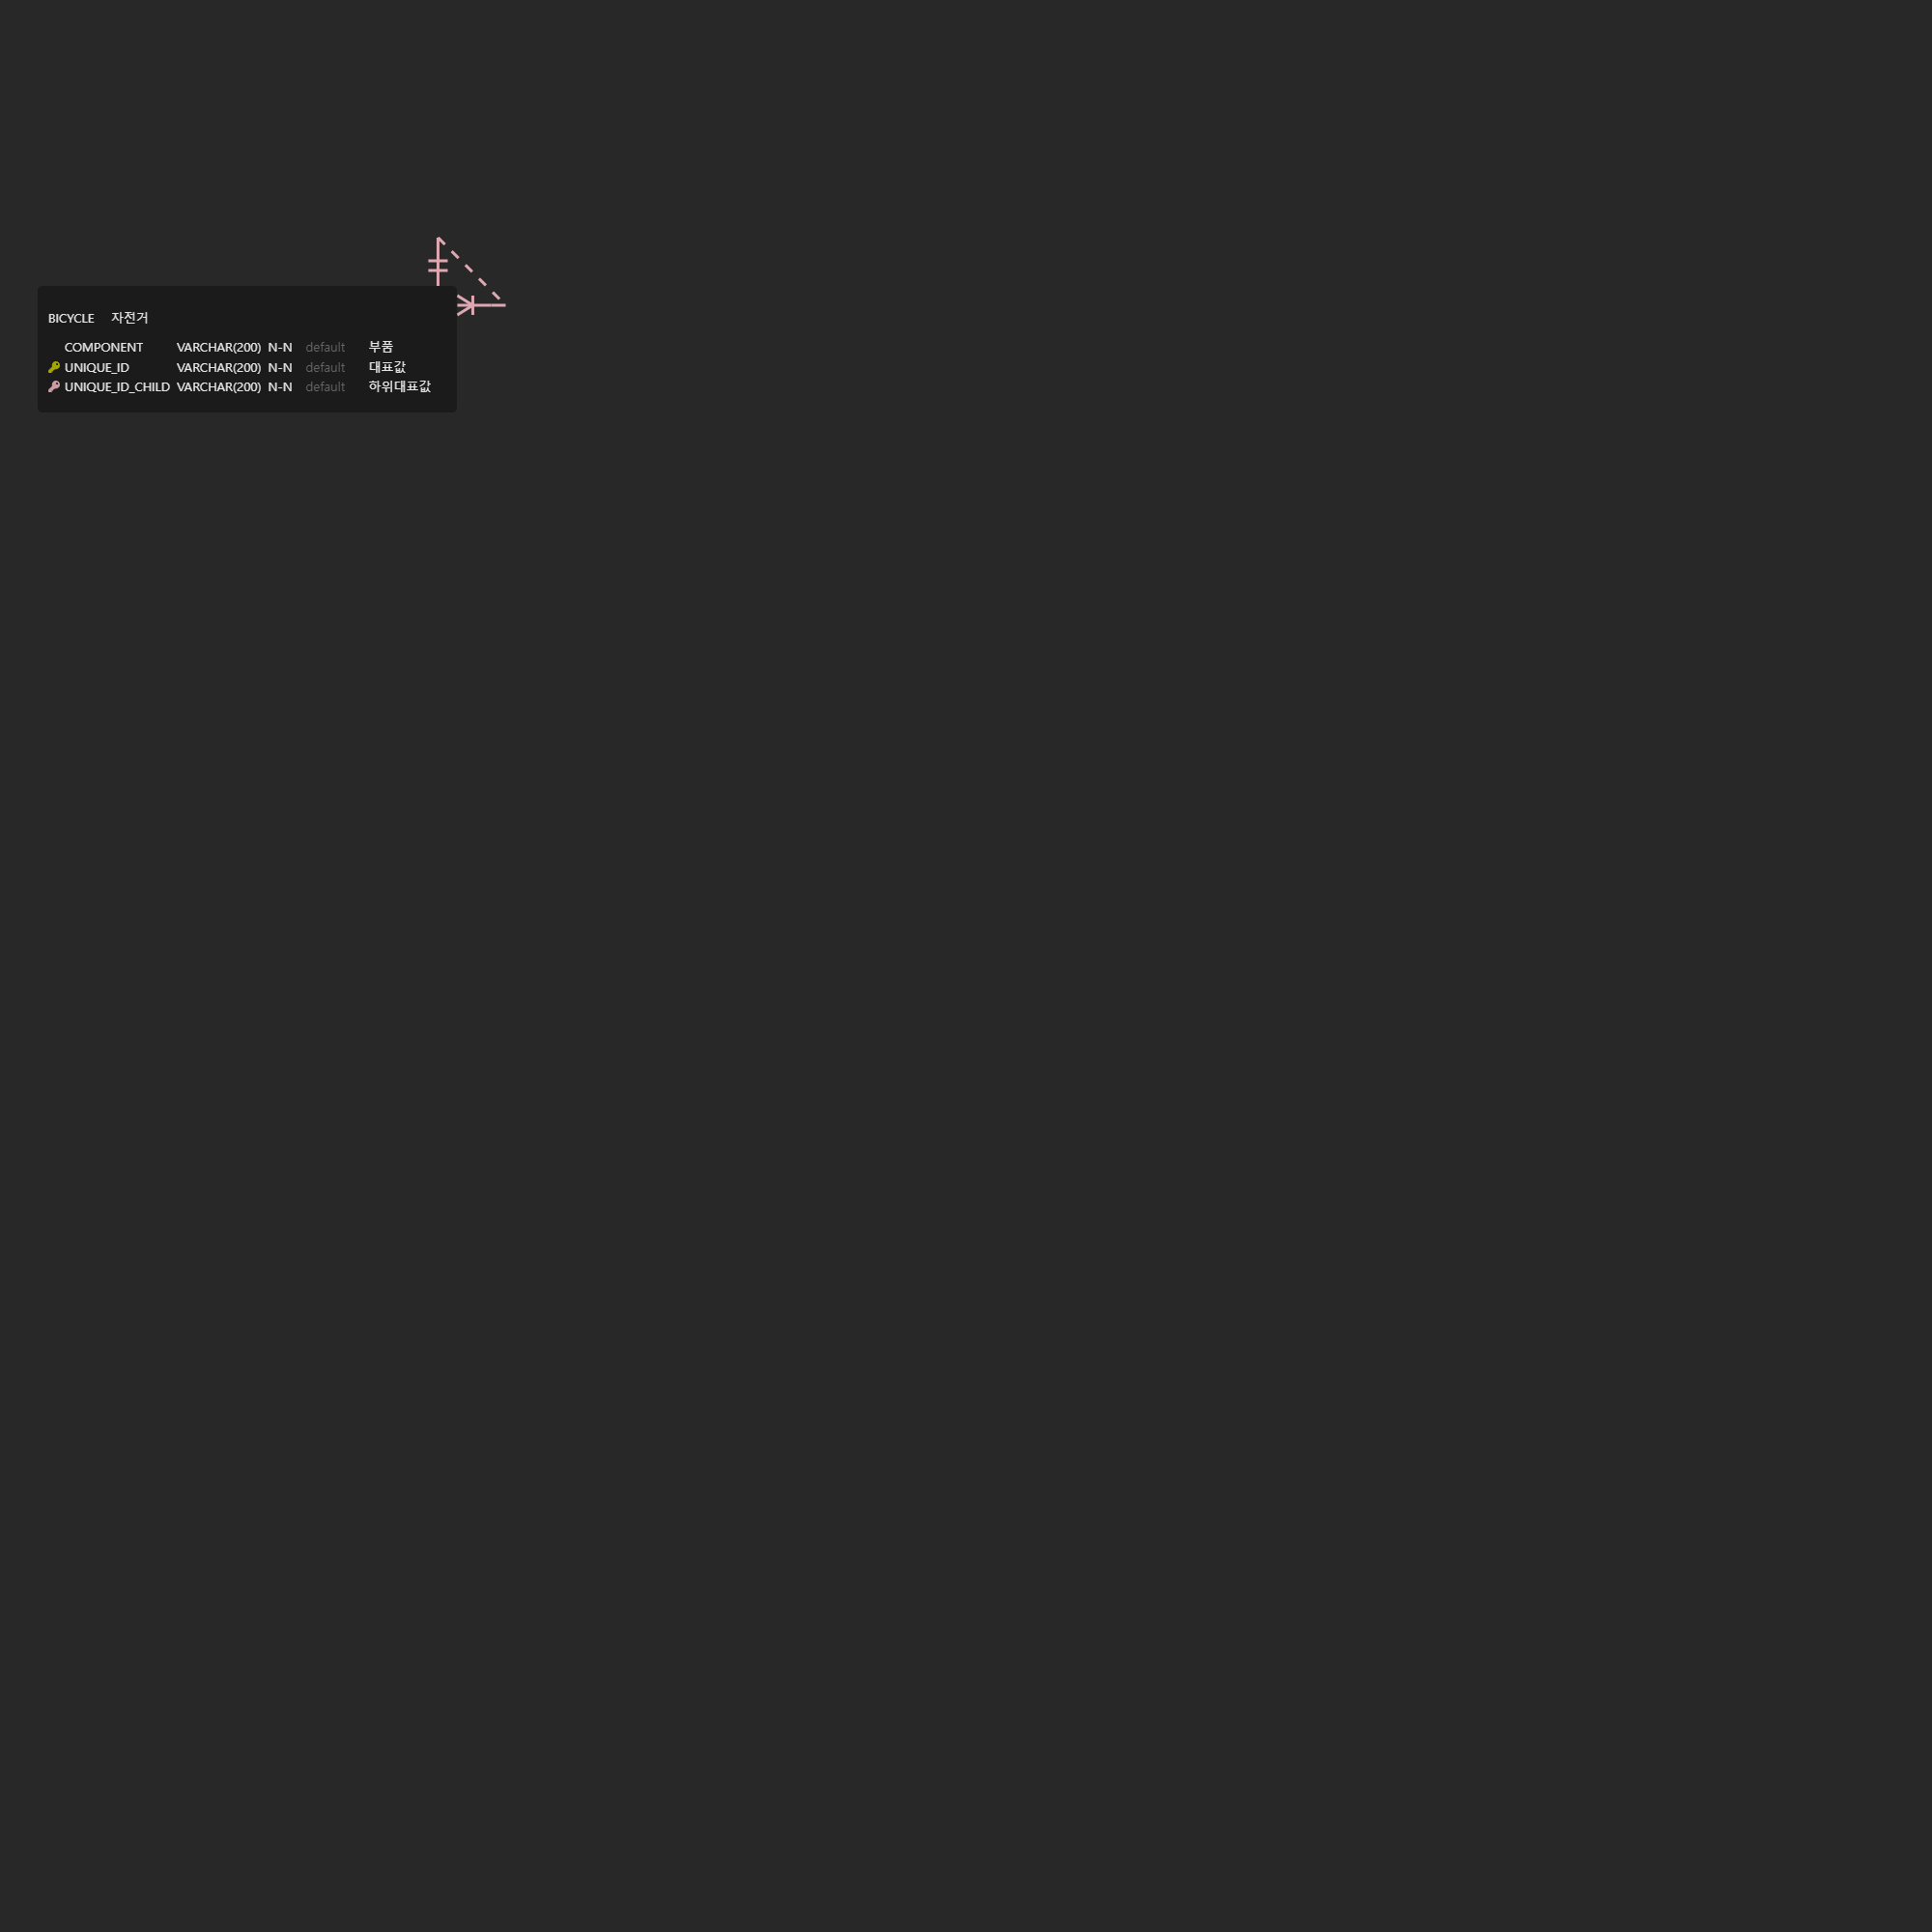 BICYCLE 자전거
COMPONENT VARCHAR(200) N-N default 부품
UNIQUE_ID VARCHAR(200) N-N default 대표값
UNIQUE_ID_CHILD VARCHAR(200) N-N default 하위대표값